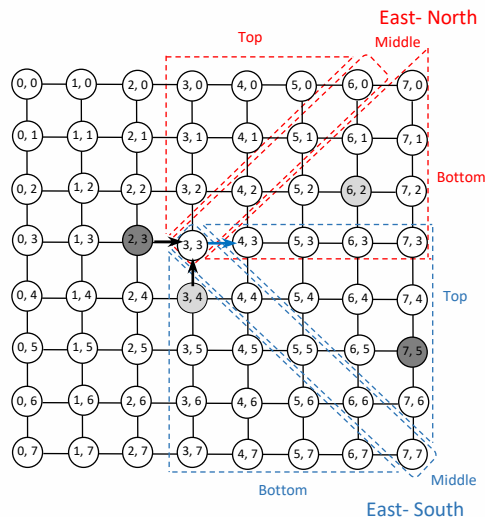 East- North
Top
Middle
0, 0 1, 0 2, 0 3, 0 4, 0 5, 0 6, 0 7, 0
0, 1 1, 1 2, 1 3, 1 4, 1 5, 1 6, 1 7, 1
Bottom
0, 2 1, 2 2, 2 3, 2 4, 2 5, 2 6, 2 7, 2
0, 3 1, 3 2, 3 3, 3 4, 3 5, 3 6, 3 7, 3
Top
0, 4 1, 4 2, 4 3, 4 4, 4 5, 4 6, 4 7, 4
0, 5 1, 5 2, 5 3, 5 4, 5 5, 5 6, 5 7, 5
0, 6 1, 6 2, 6 3, 6 4, 6 5, 6 6, 6 7, 6
0, 7 1, 7 2, 7 3, 7 4, 7 5, 7 6, 7 7, 7
Middle
Bottom
East- South